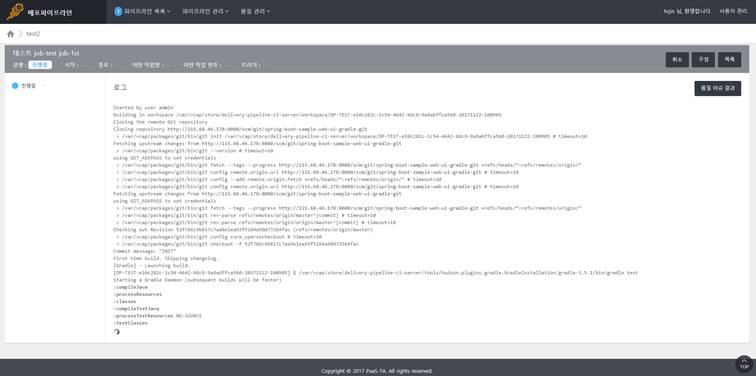 배포파이프라인
1 파이프라인 목록
파이프라인 관리
품질 관리
hrjin 님, 환영합니다.
사용자 관리
test2
테스트 job-test job-1st
취소
구성
목록
상태 : 진행중
시작 : -
종료 : -
이전 작업명 : -
이전 작업 번호 : -
트리거 : -
진행중 -
로그
품질 이슈 결과
Started by user admin
Building in workspace /var/vcap/store/delivery-pipeline-ci-server/workspace/DP-TEST-e10c282c-1c54-4642-8dc8-9a0a6ffca560-20171122-100905
Cloning the remote Git repository
Cloning repository http://115.68.46.178:8080/scm/git/spring-boot-sample-web-ui-gradle-git
> /var/vcap/packages/git/bin/git init /var/vcap/store/delivery-pipeline-ci-server/workspace/DP-TEST-e10c282c-1c54-4642-8dc8-9a0a6ffca560-20171122-100905 # timeout=10
Fetching upstream changes from http://115.68.46.178:8080/scm/git/spring-boot-sample-web-ui-gradle-git
> /var/vcap/packages/git/bin/git --version # timeout=10
using GIT_ASKPASS to set credentials
> /var/vcap/packages/git/bin/git fetch --tags --progress http://115.68.46.178:8080/scm/git/spring-boot-sample-web-ui-gradle-git +refs/heads/*:refs/remotes/origin/*
> /var/vcap/packages/git/bin/git config remote.origin.url http://115.68.46.178:8080/scm/git/spring-boot-sample-web-ui-gradle-git # timeout=10
> /var/vcap/packages/git/bin/git config --add remote.origin.fetch +refs/heads/*:refs/remotes/origin/* # timeout=10
> /var/vcap/packages/git/bin/git config remote.origin.url http://115.68.46.178:8080/scm/git/spring-boot-sample-web-ui-gradle-git # timeout=10
Fetching upstream changes from http://115.68.46.178:8080/scm/git/spring-boot-sample-web-ui-gradle-git
using GIT_ASKPASS to set credentials
> /var/vcap/packages/git/bin/git fetch --tags --progress http://115.68.46.178:8080/scm/git/spring-boot-sample-web-ui-gradle-git +refs/heads/*:refs/remotes/origin/*
> /var/vcap/packages/git/bin/git rev-parse refs/remotes/origin/master^{commit} # timeout=10
> /var/vcap/packages/git/bin/git rev-parse refs/remotes/origin/origin/master^{commit} # timeout=10
Checking out Revision (refs/remotes/origin/master)
> /var/vcap/packages/git/bin/git config core.sparsecheckout # timeout=10
> /var/vcap/packages/git/bin/git checkout -f
Commit message: "INIT"
First time build. Skipping changelog.
[Gradle] - Launching build.
[DP-TEST-e10c282c-1c54-4642-8dc8-9a0a6ffca560-20171122-100905] $ /var/vcap/store/delivery-pipeline-ci-server/tools/hudson.plugins.gradle.GradleInstallation/gradle-3.5.1/bin/gradle test
Starting a Gradle Daemon (subsequent builds will be faster)
:compileJava
:processResources
:classes
:compileTestJava
:processTestResources NO-SOURCE
:testClasses
TOP
Copyright © 2017 PaaS-TA. All rights reserved.